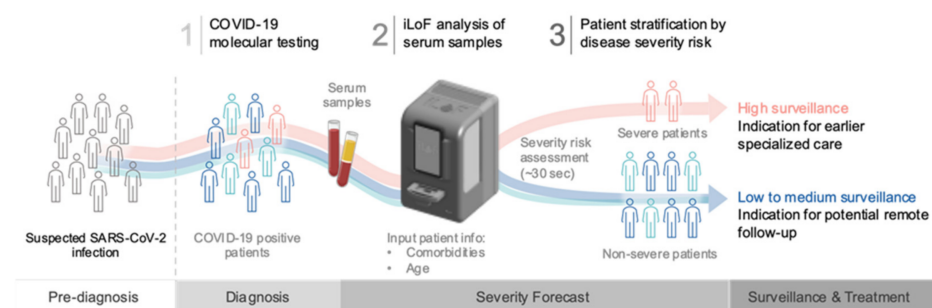 1
COVID-19
molecular testing
2
iLoF analysis of
serum samples
3
Patient stratification by
disease severity risk
Serum
samples
Severity risk
assessment
(~30 sec)
Severe patients
High surveillance
Indication for earlier
specialized care
Low to medium surveillance
Indication for potential remote
follow-up
Suspected SARS-CoV-2
infection
COVID-19 positive
patients
Input patient info:
• Comorbidities
• Age
Non-severe patients
Pre-diagnosis
Diagnosis
Severity Forecast
Surveillance & Treatment